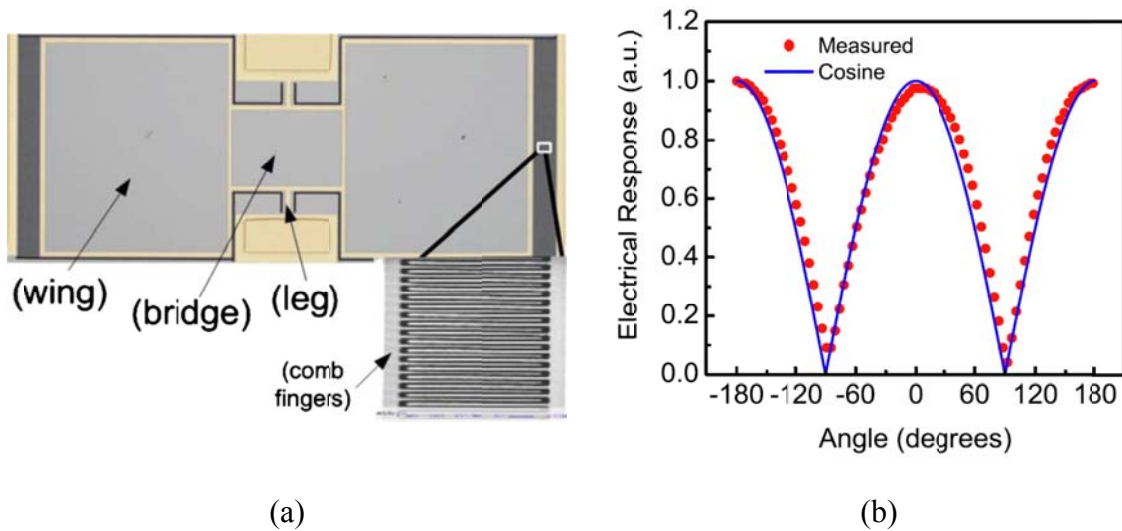 (wing)
(bridge)
(leg)
(comb
fingers)
(a)
1.2
1.0
0.8
0.6
0.4
0.2
0.0
Electrical Response (a.u.)
Measured
Cosine
-180 -120 -60 0 60 120 180
Angle (degrees)
(b)